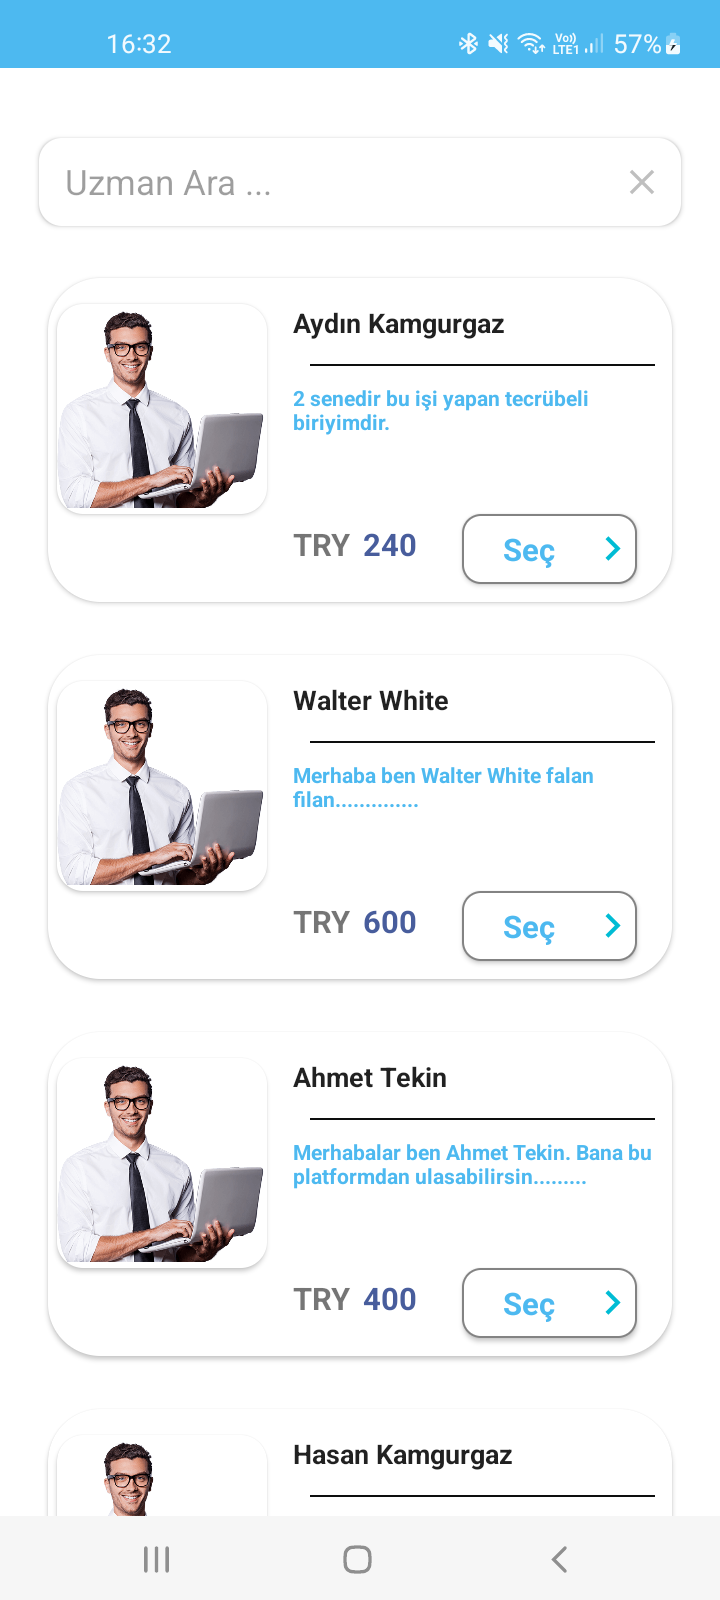 16:32
Vo))
LTE1
57%
Uzman Ara ...
Aydın Kamgurgaz
2 senedir bu işi yapan tecrübeli
biriyimdir.
TRY 240
Seç
Walter White
Merhaba ben Walter White falan
filan..............
TRY 600
Seç
Ahmet Tekin
Merhabalar ben Ahmet Tekin. Bana bu
platformdan ulasabilirsin.........
TRY 400
Seç
Hasan Kamgurgaz